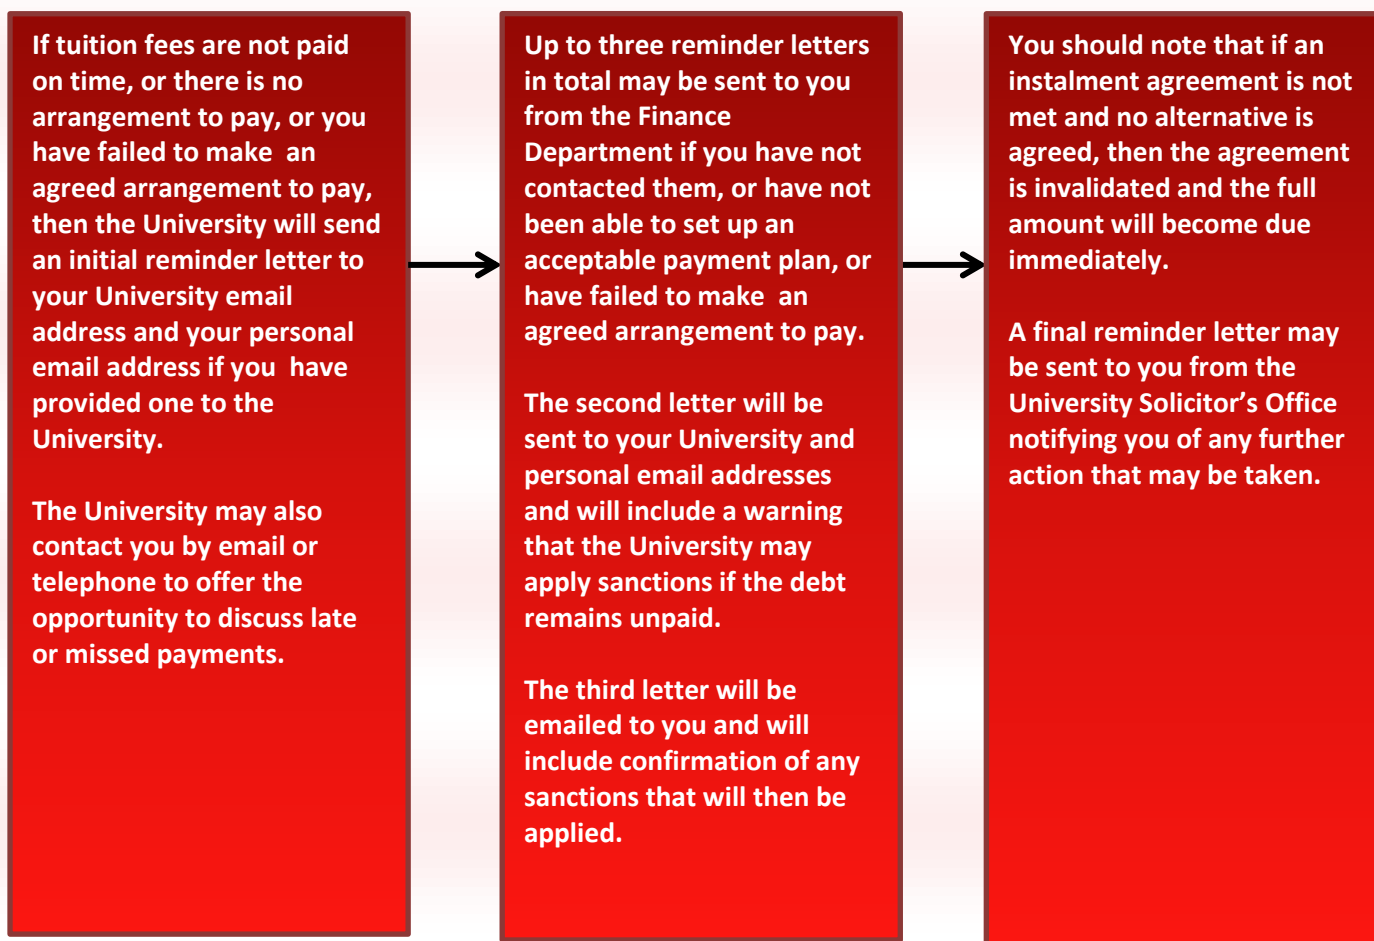 If tuition fees are not paid
on time, or there is no
arrangement to pay, or you
have failed to make  an
agreed arrangement to pay,
then the University will send
an initial reminder letter to
your University email
address and your personal
email address if you  have
provided one to the
University.
The University may also
contact you by email or
telephone to offer the
opportunity to discuss late
or missed payments.
Up to three reminder letters
in total may be sent to you
from the Finance
Department if you have not
contacted them, or have not
been able to set up an
acceptable payment plan, or
have failed to make  an
agreed arrangement to pay.
The second letter will be
sent to your University and
personal email addresses
and will include a warning
that the University may
apply sanctions if the debt
remains unpaid.
The third letter will be
emailed to you and will
include confirmation of any
sanctions that will then be
applied.
You should note that if an
instalment agreement is not
met and no alternative is
agreed, then the agreement
is invalidated and the full
amount will become due
immediately.
A final reminder letter may
be sent to you from the
University Solicitor’s Office
notifying you of any further
action that may be taken.